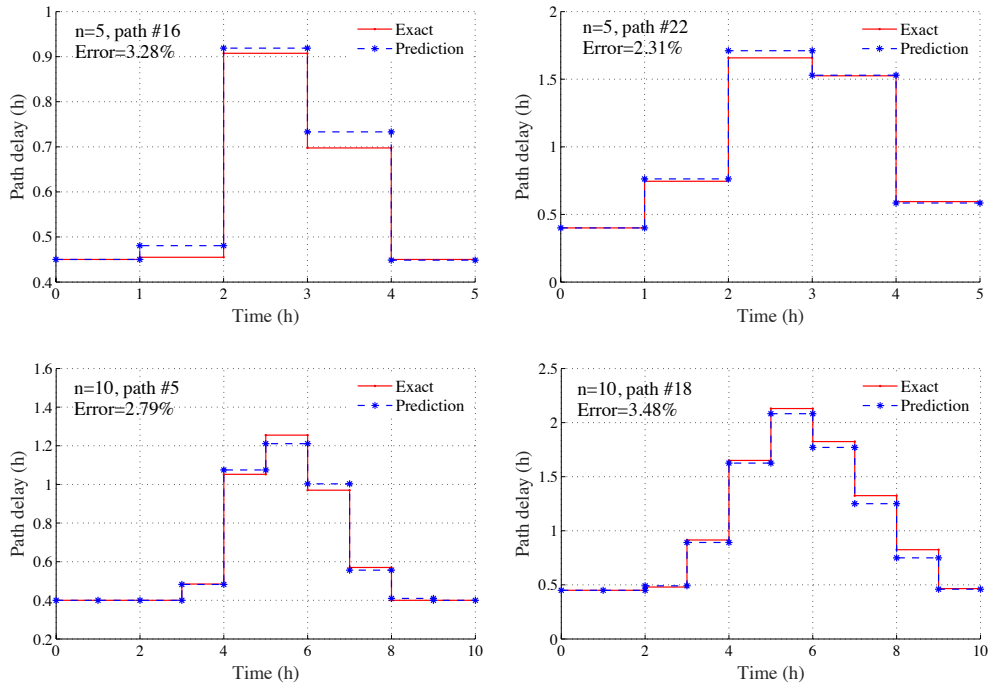 n=5, path #16
Error=3.28%
Exact
Prediction
Path delay (h)
1
0.9
0.8
0.7
0.6
0.5
0.4
0 1 2 3 4 5
Time (h)
n=5, path #22
Error=2.31%
Exact
Prediction
Path delay (h)
2
1.5
1
0.5
0
0 1 2 3 4 5
Time (h)
n=10, path #5
Error=2.79%
Exact
Prediction
Path delay (h)
1.6
1.4
1.2
1
0.8
0.6
0.4
0.2
0 2 4 6 8 10
Time (h)
n=10, path #18
Error=3.48%
Exact
Prediction
Path delay (h)
2.5
2
1.5
1
0.5
0
0 2 4 6 8 10
Time (h)